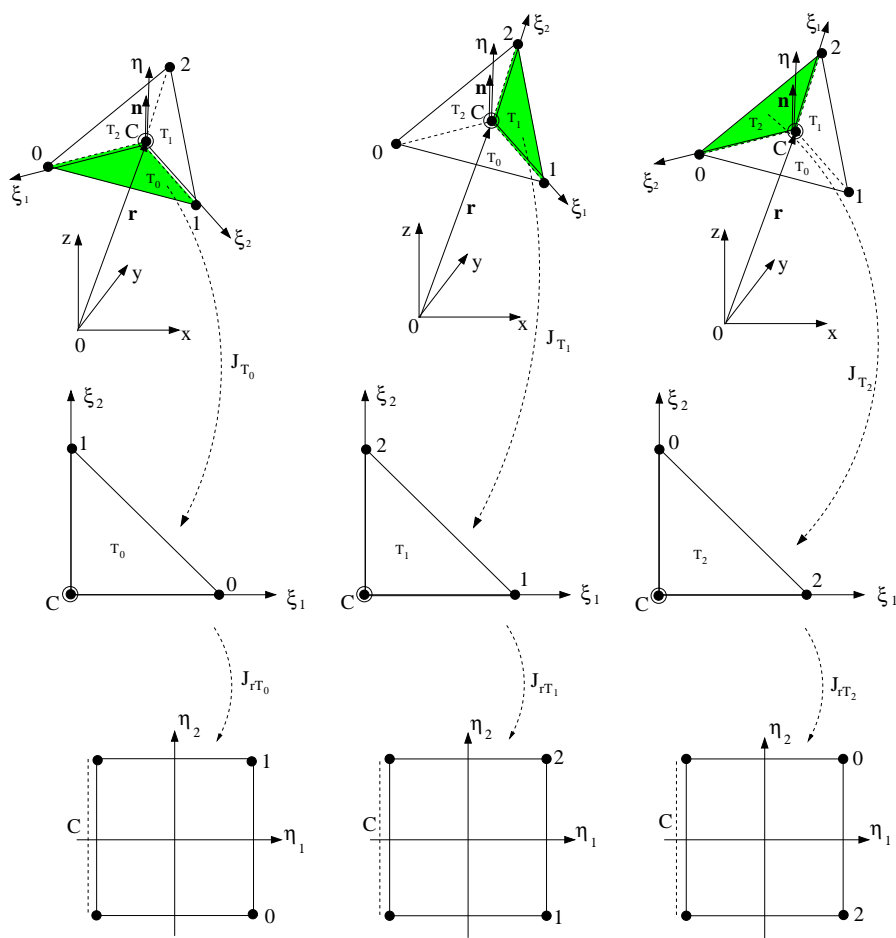 ξ₂
2
η
n
T₂
C
T₁
0
T₀
ξ₁
1
ξ₂
r
z
y
x
0
J_T₀
ξ₂
2
η
n
T₂
C
T₁
0
T₀
1
ξ₁
r
z
y
x
0
J_T₁
ξ₁
2
η
n
T₂
C
T₁
0
T₀
ξ₂
1
r
z
y
x
0
J_T₂
ξ₂
1
T₀
0
C
ξ₁
ξ₂
2
T₁
1
C
ξ₁
ξ₂
0
T₂
2
C
ξ₁
J_rT₀
J_rT₁
J_rT₂
η₂
1
C
η₁
0
η₂
2
C
η₁
1
η₂
0
C
η₁
2